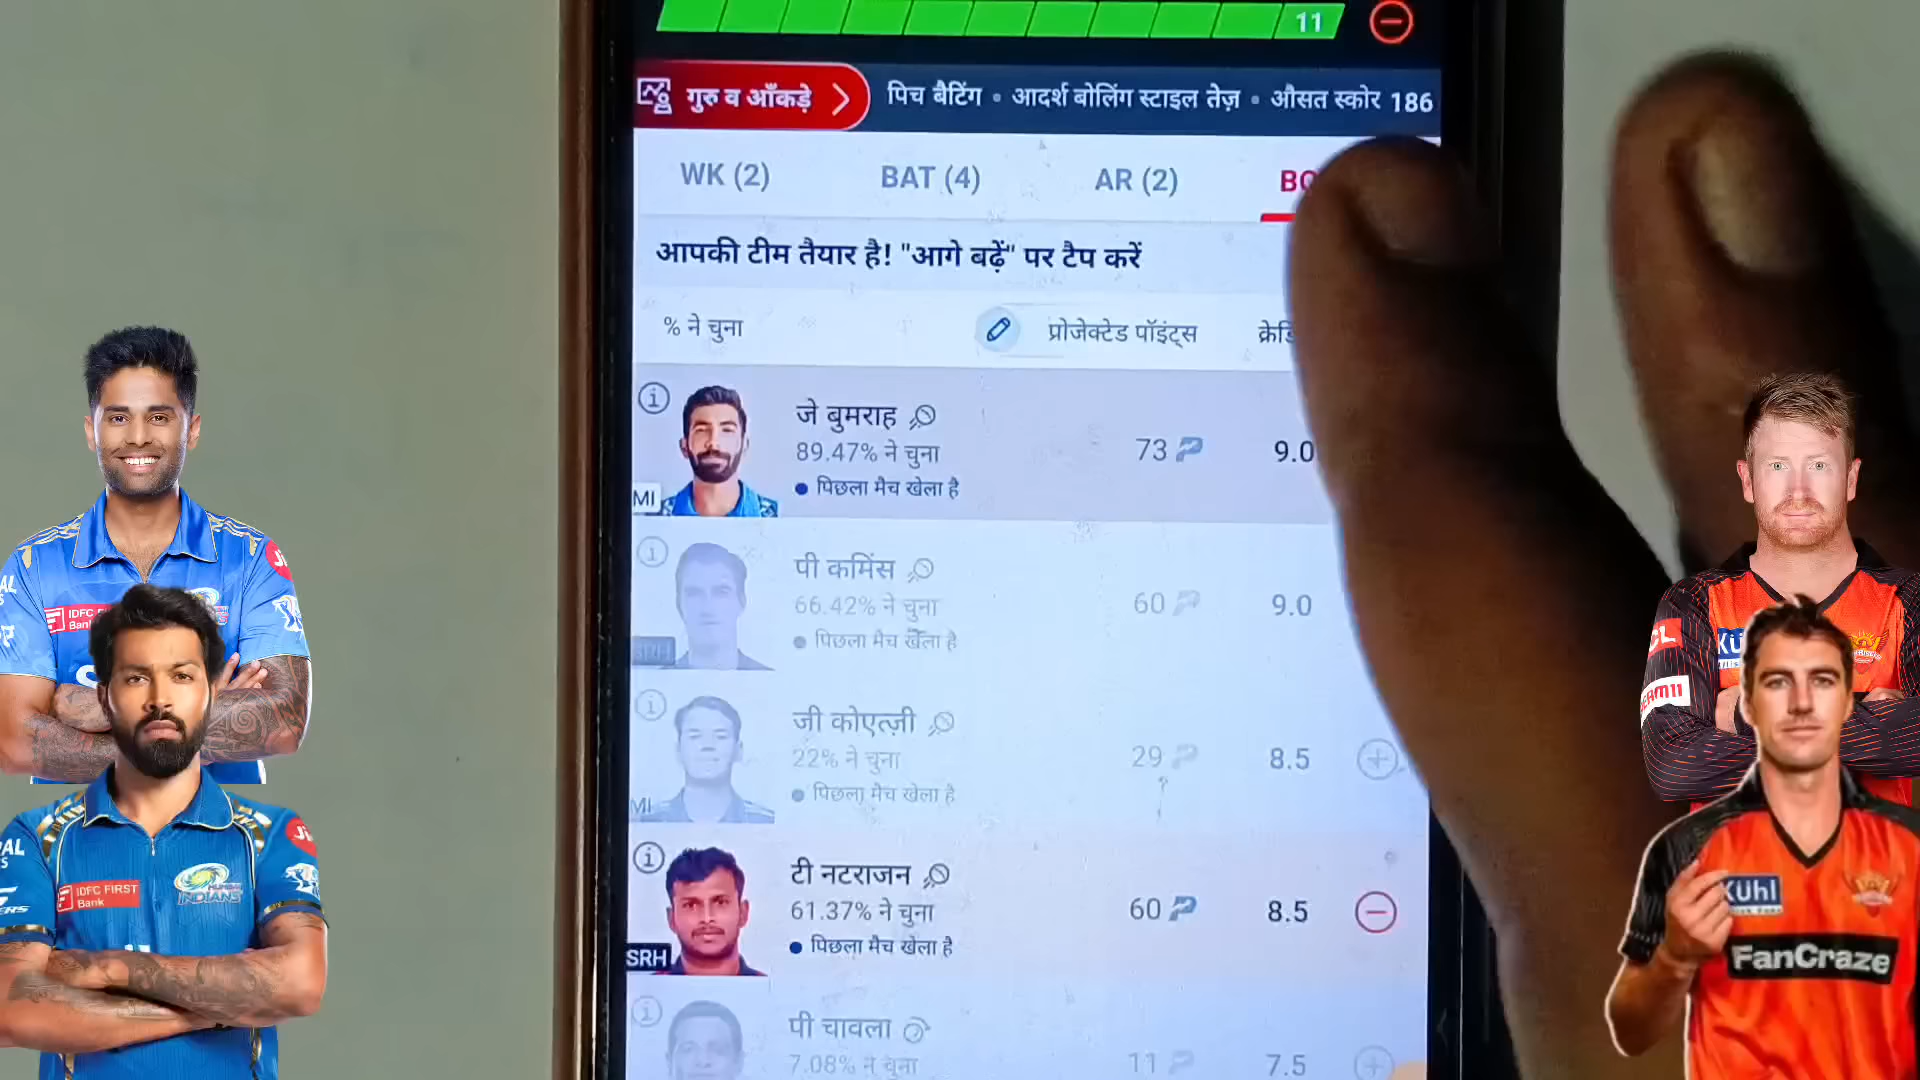 11
गुरु व आँकड़े
पिच बैटिंग • आदर्श बोलिंग स्टाइल तेज़ • औसत स्कोर 186
WK (2) BAT (4) AR (2)
आपकी टीम तैयार है! "आगे बढ़ें" पर टैप करें
% ने चुना प्रोजेक्टेड पॉइंट्स
जे बुमराह
89.47% ने चुना 73 9.0
MI • पिछला मैच खेला है
पी कमिंस
66.42% ने चुना 60 9.0
• पिछला मैच खेला है
जी कोएत्ज़ी
22% ने चुना 29 8.5
MI • पिछला मैच खेला है
टी नटराजन
61.37% ने चुना 60 8.5
SRH • पिछला मैच खेला है
पी चावला
7.08% ने चुना 11 7.5
IDFC FIRST
Bank
MUMBAI
INDIANS
KÜHL
FanCraze